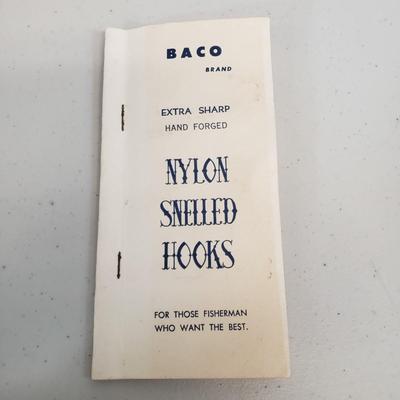 BACO
BRAND
EXTRA SHARP
HAND FORGED
NYLON
SNELLED
HOOKS
FOR THOSE FISHERMAN
WHO WANT THE BEST.